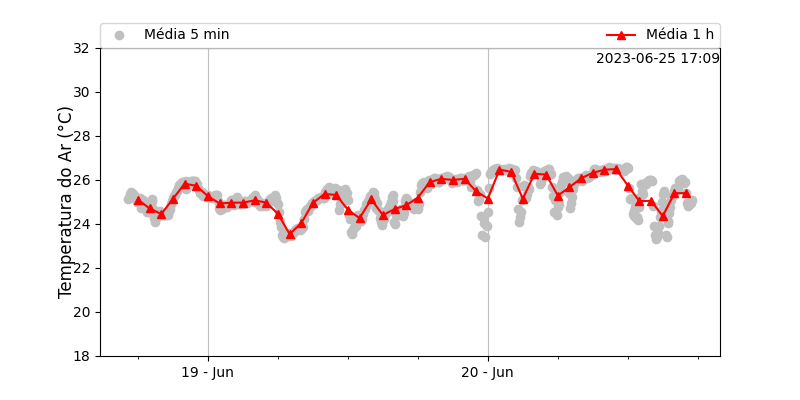 Média 5 min
Média 1 h
2023-06-25 17:09
Temperatura do Ar (°C)
32
30
28
26
24
22
20
18
19 - Jun
20 - Jun